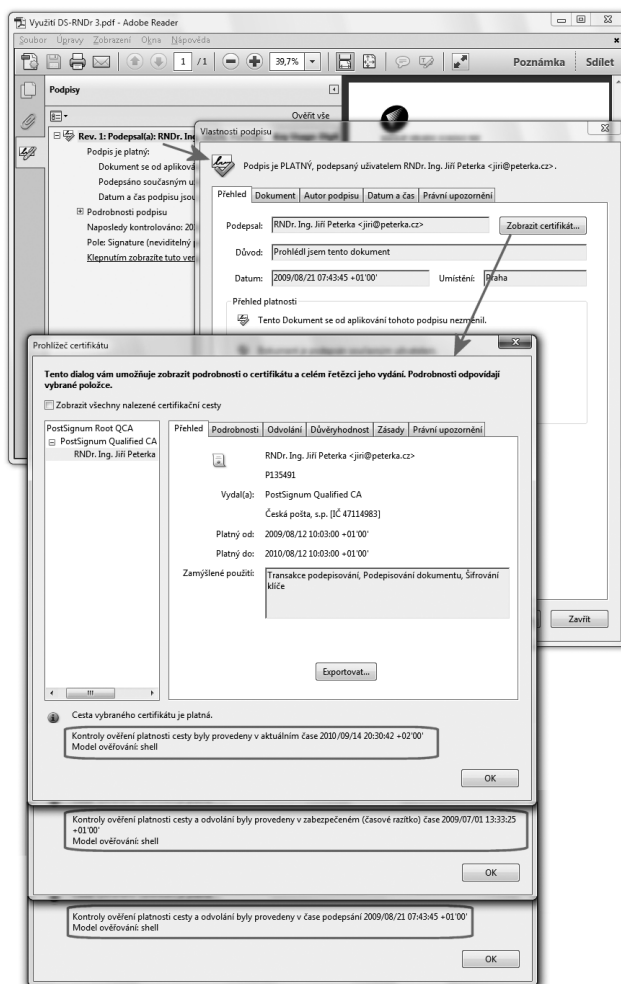 Využití DS-RNDr 3.pdf - Adobe Reader
Soubor Úpravy Zobrazení Okna Nápověda
1 /1 39,7% Poznámka Sdílet
Podpisy
Ověřit vše
Rev. 1: Podepsal(a): RNDr. Ing.
Podpis je platný:
Dokument se od apliková
Podepsáno současným u
Datum a čas podpisu jsou
Podrobnosti podpisu
Naposledy kontrolováno: 20
Pole: Signature (neviditelný
Klepnutím zobrazíte tuto ver
Vlastnosti podpisu
Podpis je PLATNÝ, podepsaný uživatelem RNDr. Ing. Jiří Peterka <jiri@peterka.cz>.
Přehled Dokument Autor podpisu Datum a čas Právní upozornění
Podepsal: RNDr. Ing. Jiří Peterka <jiri@peterka.cz> Zobrazit certifikát...
Důvod: Prohlédl jsem tento dokument
Datum: 2009/08/21 07:43:45 +01'00' Umístění: Praha
Přehled platnosti
Tento Dokument se od aplikování tohoto podpisu nezměnil.
Zavřít
Prohlížeč certifikátu
Tento dialog vám umožňuje zobrazit podrobnosti o certifikátu a celém řetězci jeho vydání. Podrobnosti odpovídají
vybrané položce.
Zobrazit všechny nalezené certifikační cesty
PostSignum Root QCA
PostSignum Qualified CA
RNDr. Ing. Jiří Peterka
Přehled Podrobnosti Odvolání Důvěryhodnost Zásady Právní upozornění
RNDr. Ing. Jiří Peterka <jiri@peterka.cz>
P135491
Vydal(a): PostSignum Qualified CA
Česká pošta, s.p. [IČ 47114983]
Platný od: 2009/08/12 10:03:00 +01'00'
Platný do: 2010/08/12 10:03:00 +01'00'
Zamýšlené použití: Transakce podepisování, Podepisování dokumentu, Šifrování
klíče
Exportovat...
Cesta vybraného certifikátu je platná.
Kontroly ověření platnosti cesty byly provedeny v aktuálním čase 2010/09/14 20:30:42 +02'00'
Model ověřování: shell
OK
Kontroly ověření platnosti cesty a odvolání byly provedeny v zabezpečeném (časové razítko) čase 2009/07/01 13:33:25
+01'00'
Model ověřování: shell
OK
Kontroly ověření platnosti cesty a odvolání byly provedeny v čase podepsání 2009/08/21 07:43:45 +01'00'
Model ověřování: shell
OK